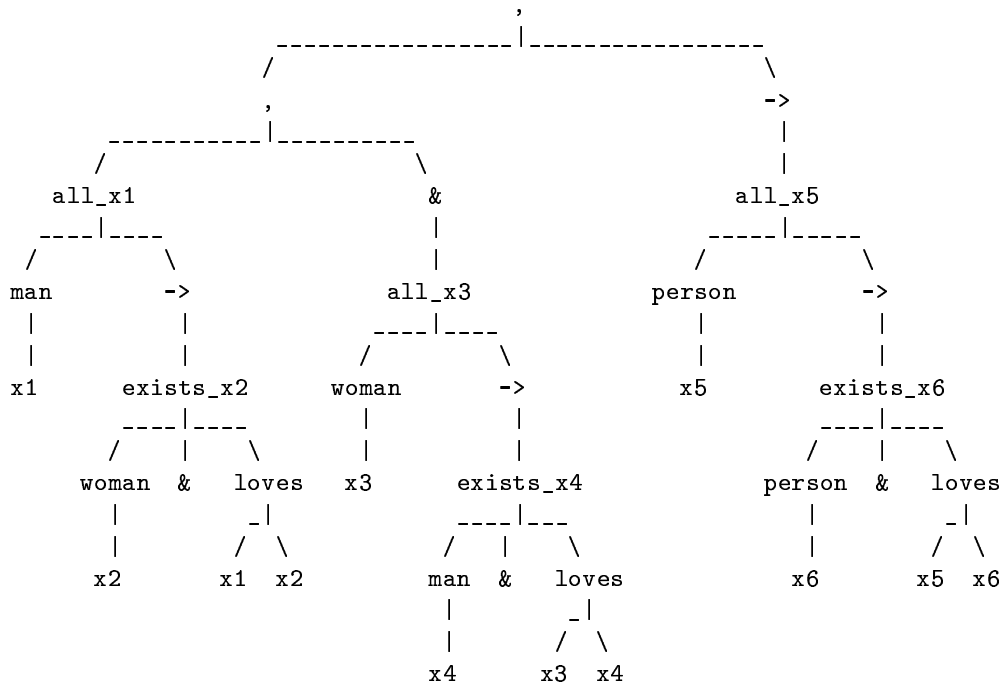 ,
, ->
all_x1 & all_x5
man -> all_x3 person ->
x1 exists_x2 woman -> x5 exists_x6
woman & loves x3 exists_x4 person & loves
x2 x1 x2 man & loves x6 x5 x6
x4 x3 x4